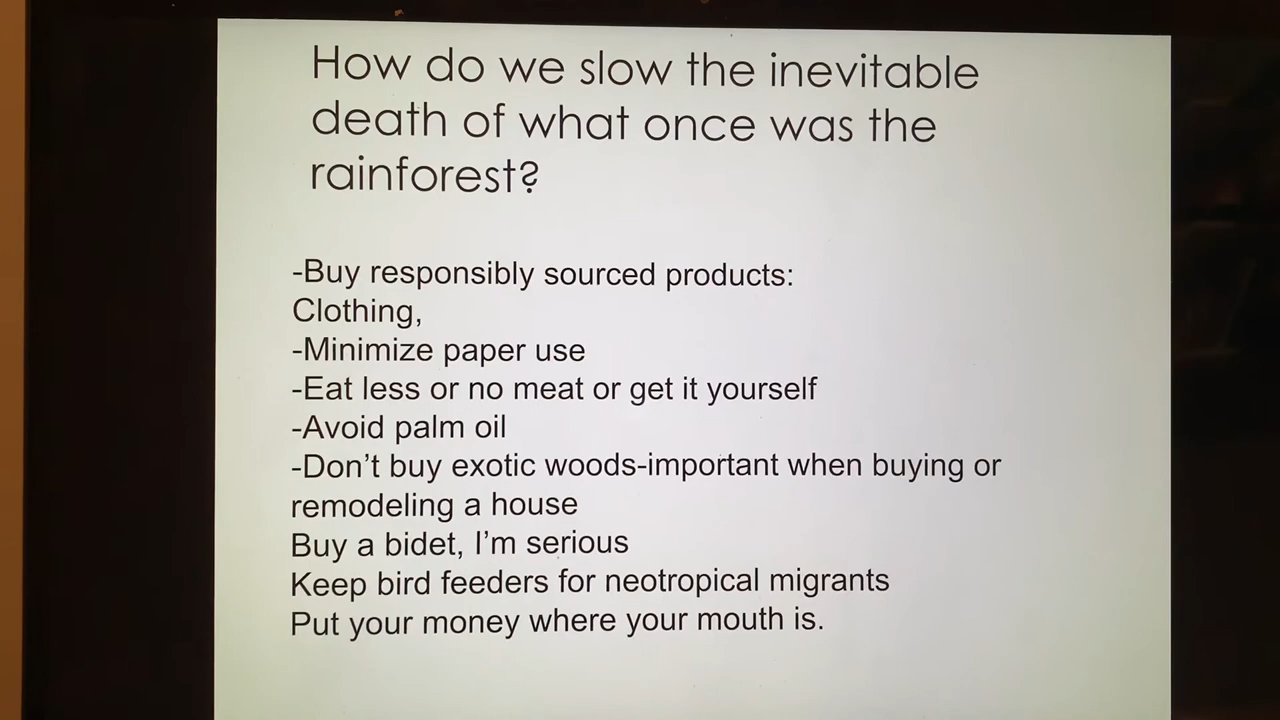 How do we slow the inevitable
death of what once was the
rainforest?
-Buy responsibly sourced products:
Clothing,
-Minimize paper use
-Eat less or no meat or get it yourself
-Avoid palm oil
-Don’t buy exotic woods-important when buying or
remodeling a house
Buy a bidet, I’m serious
Keep bird feeders for neotropical migrants
Put your money where your mouth is.